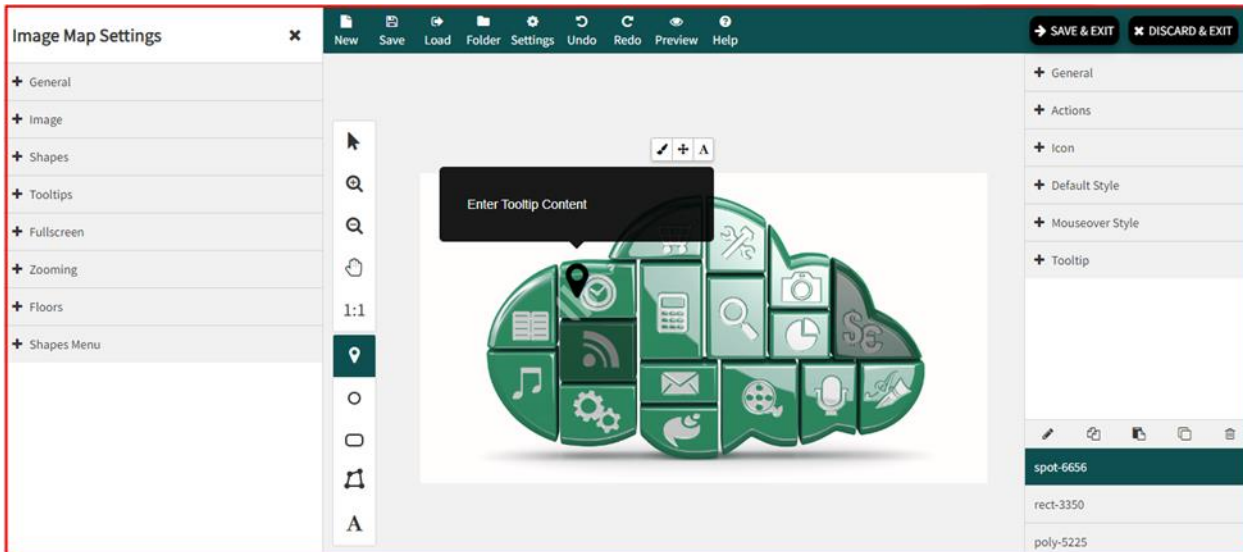 Image Map Settings
New Save Load Folder Settings Undo Redo Preview Help
SAVE & EXIT
DISCARD & EXIT
General
Image
Shapes
Tooltips
Fullscreen
Zooming
Floors
Shapes Menu
1:1
A
A
Enter Tooltip Content
General
Actions
Icon
Default Style
Mouseover Style
Tooltip
spot-6656
rect-3350
poly-5225